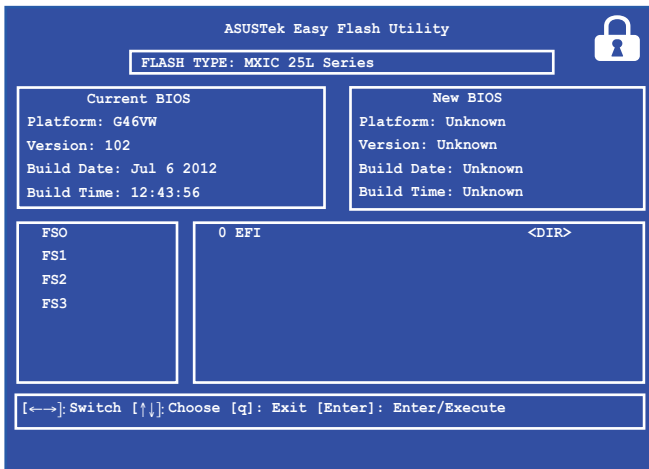 ASUSTek Easy Flash Utility
FLASH TYPE: MXIC 25L Series
Current BIOS
Platform: G46VW
Version: 102
Build Date: Jul 6 2012
Build Time: 12:43:56
New BIOS
Platform: Unknown
Version: Unknown
Build Date: Unknown
Build Time: Unknown
FSO
FS1
FS2
FS3
0 EFI <DIR>
[←→]: Switch [↑↓]: Choose [q]: Exit [Enter]: Enter/Execute